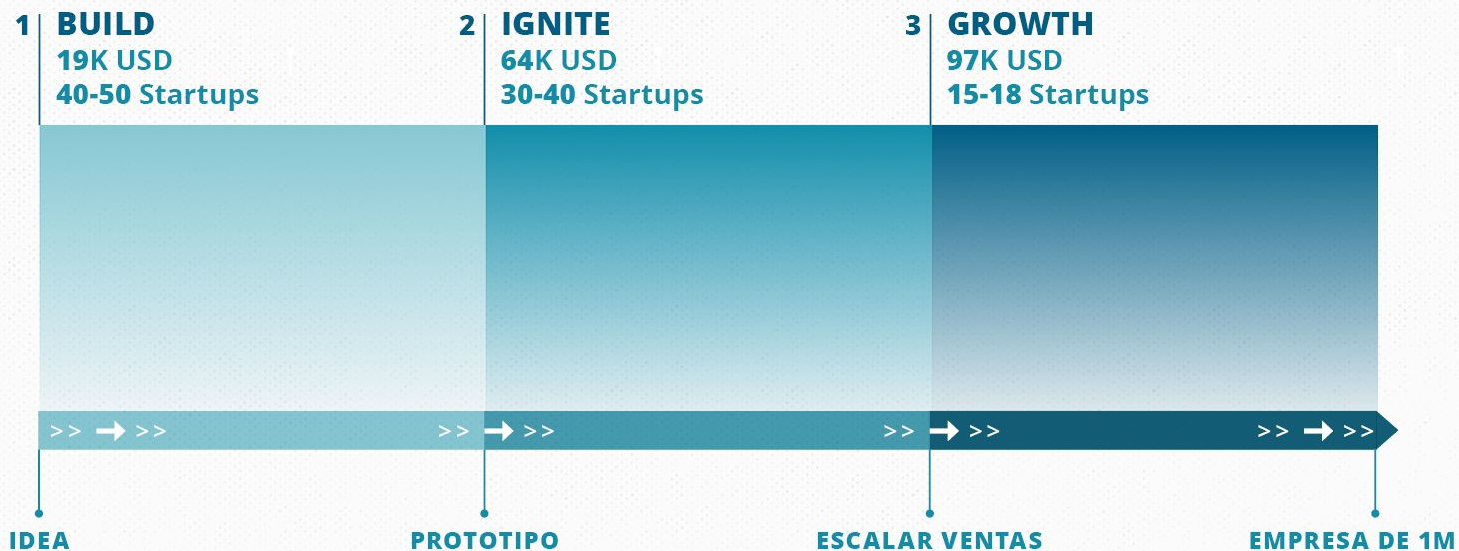 1 BUILD
19K USD
40-50 Startups
2 IGNITE
64K USD
30-40 Startups
3 GROWTH
97K USD
15-18 Startups
>> >> >> >> >> >> >> >>
IDEA
PROTOTIPO
ESCALAR VENTAS
EMPRESA DE 1M